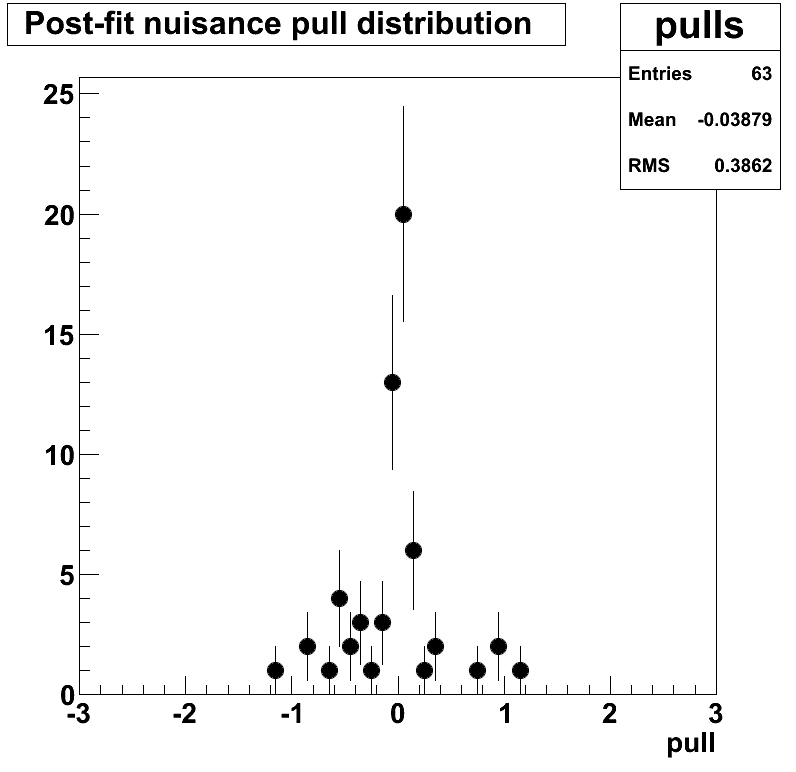 Post-fit nuisance pull distribution
pulls
Entries 63
Mean -0.03879
RMS 0.3862
25
20
15
10
5
0
-3 -2 -1 0 1 2 3
pull